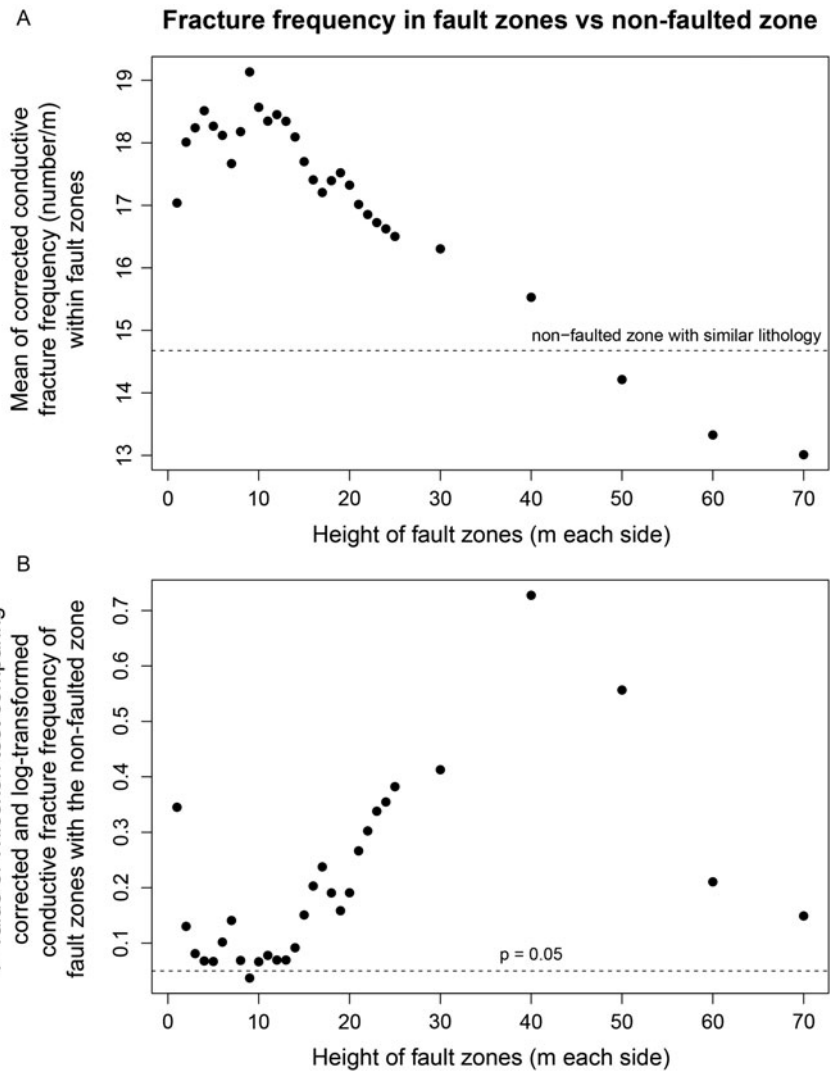 A
Fracture frequency in fault zones vs non-faulted zone
Mean of corrected conductive
fracture frequency (number/m)
within fault zones
13 14 15 16 17 18 19
non−faulted zone with similar lithology
0 10 20 30 40 50 60 70
Height of fault zones (m each side)
B
corrected and log-transformed
conductive fracture frequency of
fault zones with the non-faulted zone
0.1 0.2 0.3 0.4 0.5 0.6 0.7
p = 0.05
0 10 20 30 40 50 60 70
Height of fault zones (m each side)